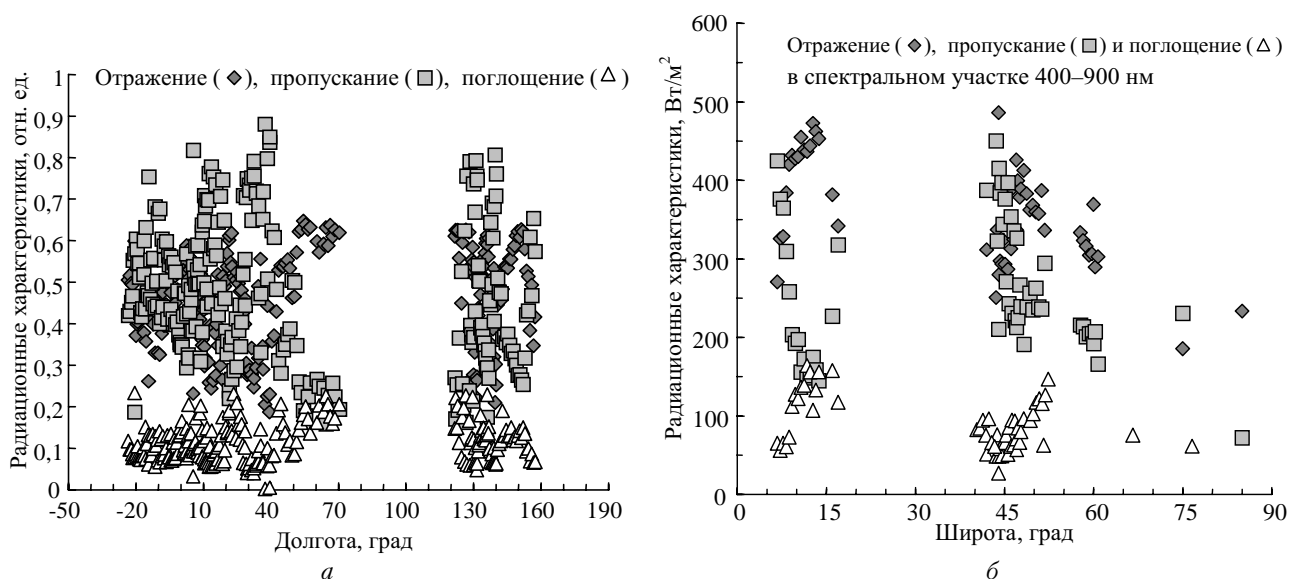 Отражение (◆), пропускание (■), поглощение (△)
Радиационные характеристики, отн. ед.
1
0,9
0,8
0,7
0,6
0,5
0,4
0,3
0,2
0,1
0
-50 -20 10 40 70 100 130 160 190
Долгота, град
а
Отражение (◆), пропускание (■) и поглощение (△)
в спектральном участке 400–900 нм
Радиационные характеристики, Вт/м²
600
500
400
300
200
100
0
0 15 30 45 60 75 90
Широта, град
б